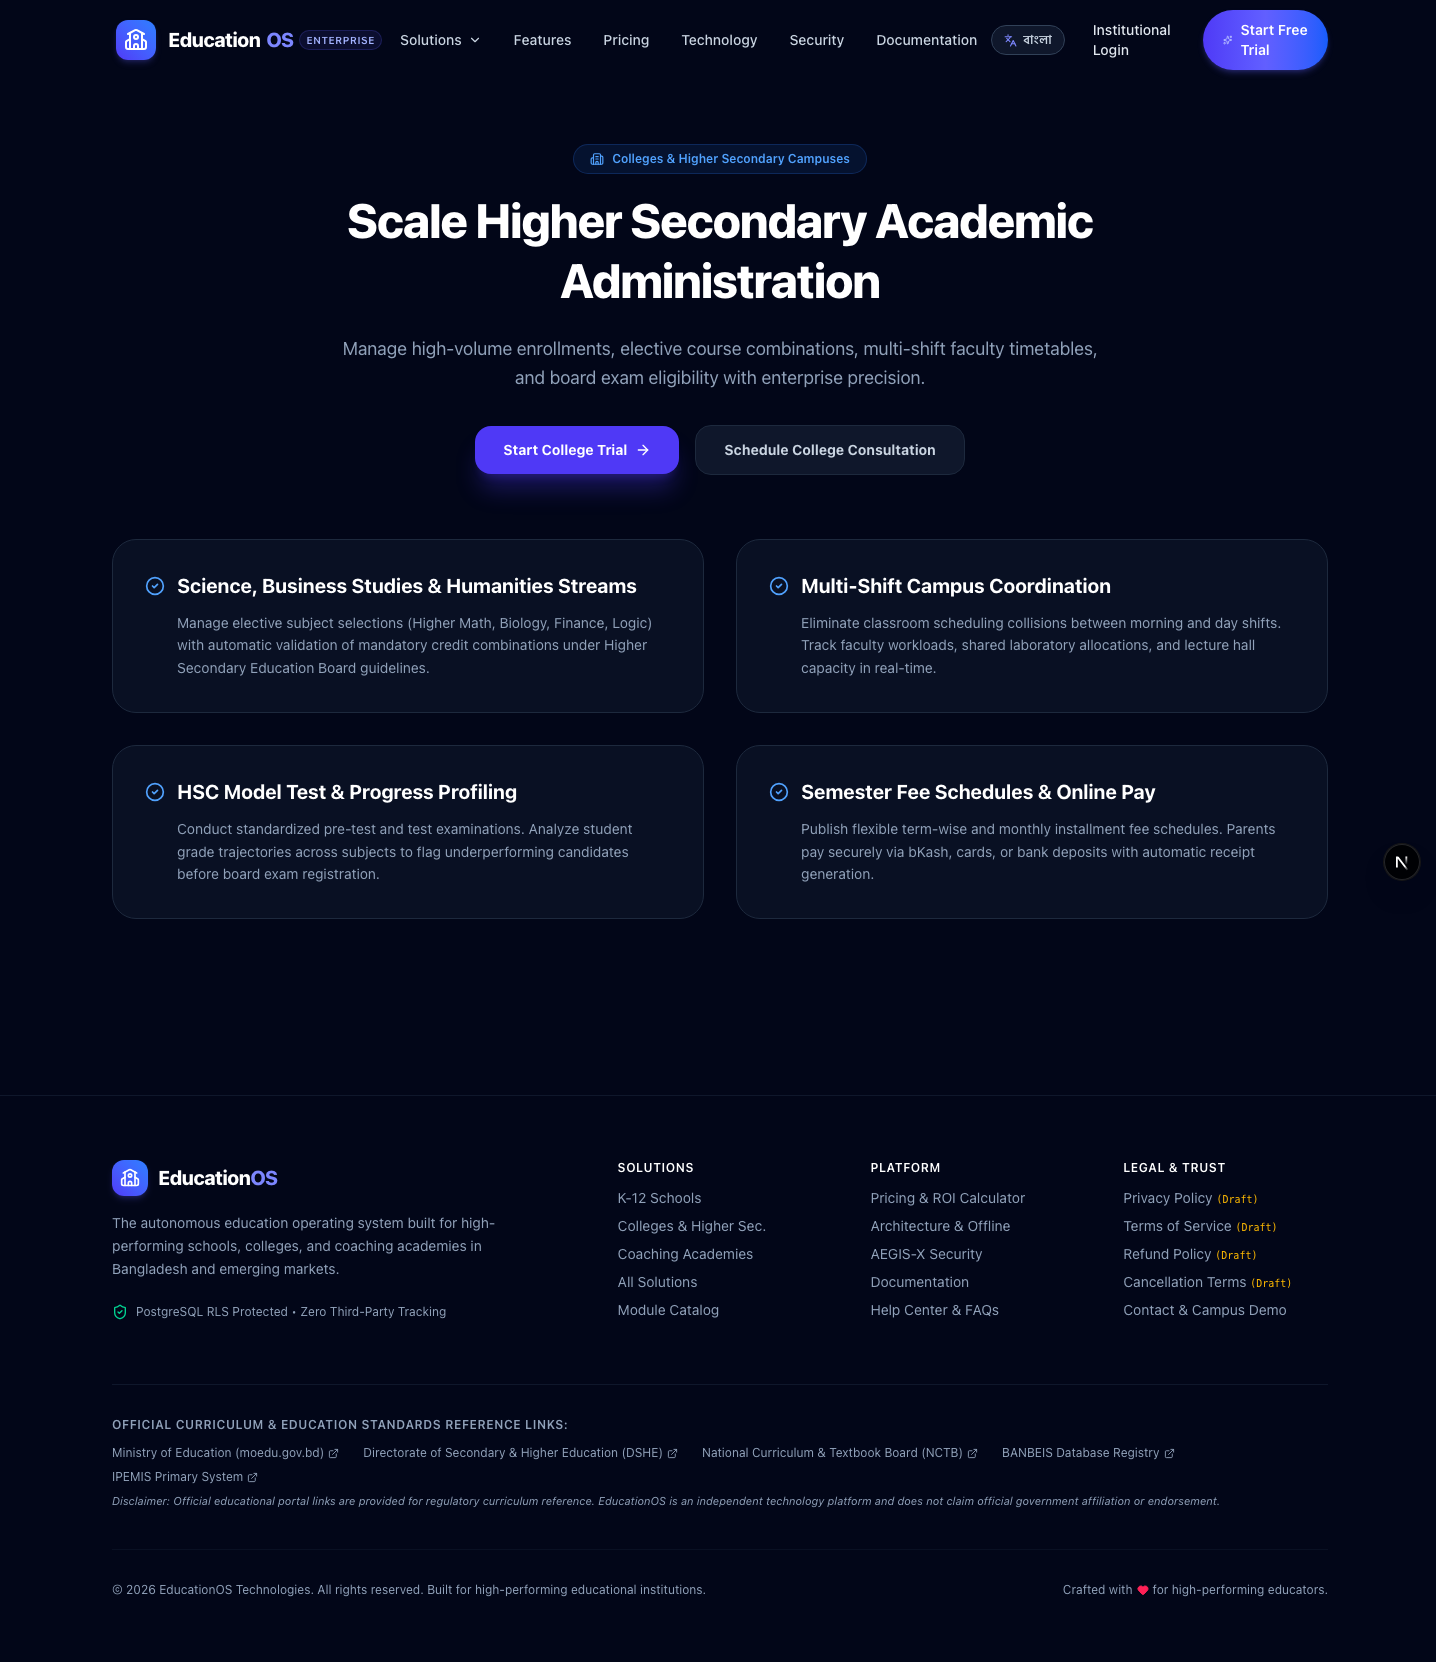 Education OS ENTERPRISE Solutions Features Pricing Technology Security Documentation বাংলা Institutional Login Start Free Trial
Colleges & Higher Secondary Campuses
Scale Higher Secondary Academic
Administration
Manage high-volume enrollments, elective course combinations, multi-shift faculty timetables,
and board exam eligibility with enterprise precision.
Start College Trial
Schedule College Consultation
Science, Business Studies & Humanities Streams
Manage elective subject selections (Higher Math, Biology, Finance, Logic)
with automatic validation of mandatory credit combinations under Higher
Secondary Education Board guidelines.
Multi-Shift Campus Coordination
Eliminate classroom scheduling collisions between morning and day shifts.
Track faculty workloads, shared laboratory allocations, and lecture hall
capacity in real-time.
HSC Model Test & Progress Profiling
Conduct standardized pre-test and test examinations. Analyze student
grade trajectories across subjects to flag underperforming candidates
before board exam registration.
Semester Fee Schedules & Online Pay
Publish flexible term-wise and monthly installment fee schedules. Parents
pay securely via bKash, cards, or bank deposits with automatic receipt
generation.
N
EducationOS
The autonomous education operating system built for high-
performing schools, colleges, and coaching academies in
Bangladesh and emerging markets.
PostgreSQL RLS Protected • Zero Third-Party Tracking
SOLUTIONS
K-12 Schools
Colleges & Higher Sec.
Coaching Academies
All Solutions
Module Catalog
PLATFORM
Pricing & ROI Calculator
Architecture & Offline
AEGIS-X Security
Documentation
Help Center & FAQs
LEGAL & TRUST
Privacy Policy (Draft)
Terms of Service (Draft)
Refund Policy (Draft)
Cancellation Terms (Draft)
Contact & Campus Demo
OFFICIAL CURRICULUM & EDUCATION STANDARDS REFERENCE LINKS:
Ministry of Education (moedu.gov.bd) Directorate of Secondary & Higher Education (DSHE) National Curriculum & Textbook Board (NCTB) BANBEIS Database Registry
IPEMIS Primary System
Disclaimer: Official educational portal links are provided for regulatory curriculum reference. EducationOS is an independent technology platform and does not claim official government affiliation or endorsement.
© 2026 EducationOS Technologies. All rights reserved. Built for high-performing educational institutions.
Crafted with ❤ for high-performing educators.